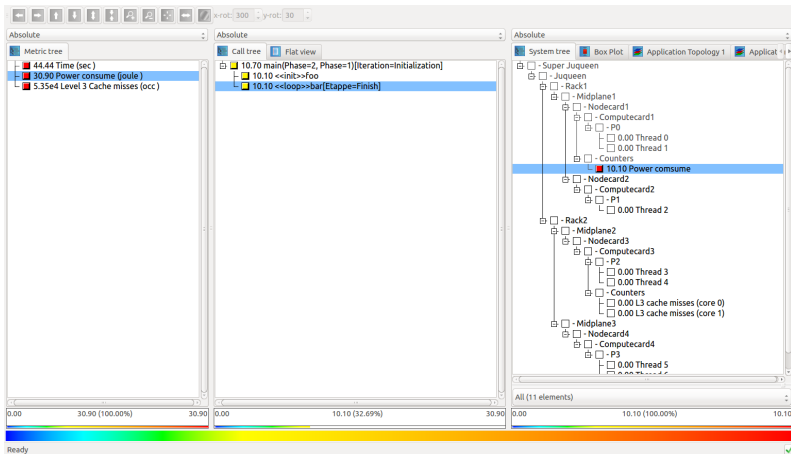 x-rot: 300 y-rot: 30
Absolute
Absolute
Absolute
Metric tree
Call tree
Flat view
System tree
Box Plot
Application Topology 1
Applicat
44.44 Time (sec )
30.90 Power consume (joule )
5.35e4 Level 3 Cache misses (occ )
10.70 main(Phase=2, Phase=1)[Iteration=Initialization]
10.10 <<init>>foo
10.10 <<loop>>bar[Etappe=Finish]
- Super Juqueen
- Juqueen
- Rack1
- Midplane1
- Nodecard1
- Computecard1
- P0
0.00 Thread 0
0.00 Thread 1
- Counters
10.10 Power comsume
- Nodecard2
- Computecard2
- P1
0.00 Thread 2
- Rack2
- Midplane2
- Nodecard3
- Computecard3
- P2
0.00 Thread 3
0.00 Thread 4
- Counters
0.00 L3 cache misses (core 0)
0.00 L3 cache misses (core 1)
- Midplane3
- Nodecard4
- Computecard4
- P3
0.00 Thread 5
All (11 elements)
0.00 30.90 (100.00%) 30.90
0.00 10.10 (32.69%) 30.90
0.00 10.10 (100.00%) 10.10
Ready